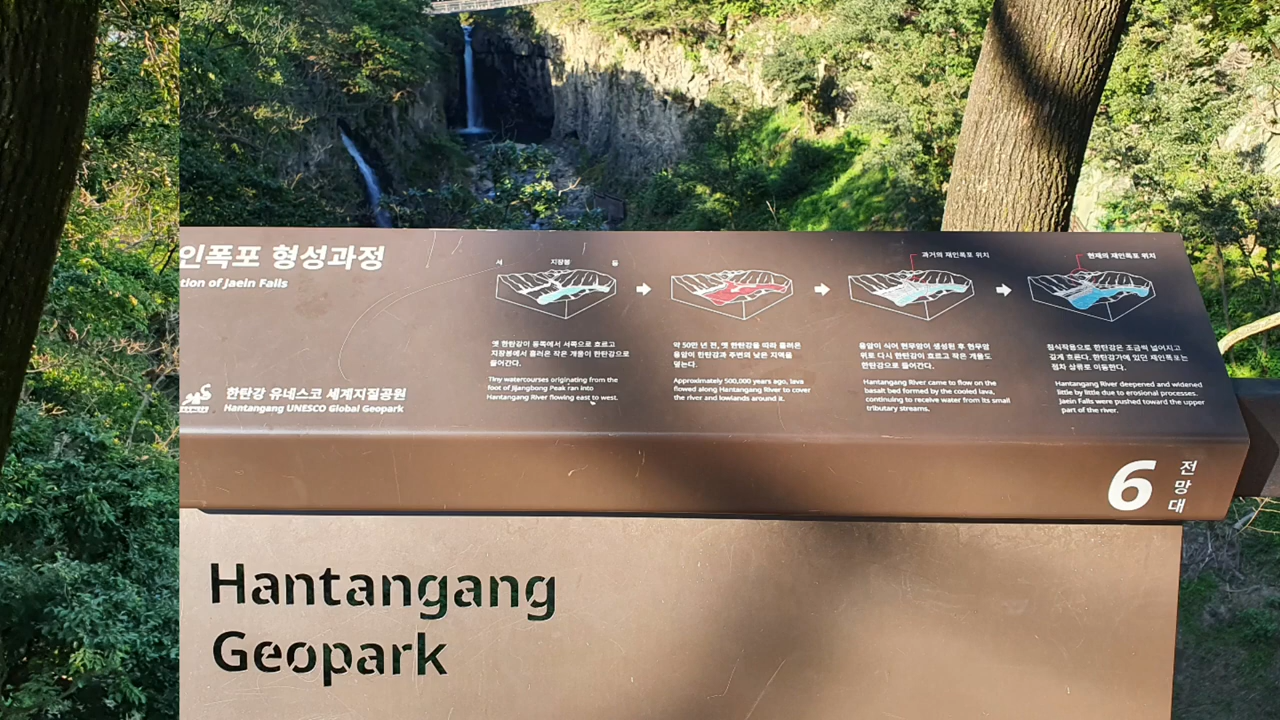 인폭포 형성과정
tion of Jaein Falls
서 지장봉 동
옛 한탄강이 동쪽에서 서쪽으로 흐르고
지장봉에서 흘러온 작은 개울이 한탄강으로
들어간다.
Tiny watercourses originating from the
foot of Jijangbong Peak ran into
Hantangang River flowing east to west.
약 50만 년 전, 옛 한탄강을 따라 흘러온
용암이 한탄강과 주변의 낮은 지역을
덮는다.
Approximately 500,000 years ago, lava
flowed along Hantangang River to cover
the river and lowlands around it.
과거의 재인폭포 위치
용암이 식어 현무암이 생성된 후 현무암
위로 다시 한탄강이 흐르고 작은 개울도
한탄강으로 들어간다.
Hantangang River came to flow on the
basalt bed formed by the cooled lava,
continuing to receive water from its small
tributary streams.
현재의 재인폭포 위치
침식작용으로 한탄강은 조금씩 넓어지고
깊게 흐른다. 한탄강가에 있던 재인폭포는
점차 상류로 이동한다.
Hantangang River deepened and widened
little by little due to erosional processes.
Jaein Falls were pushed toward the upper
part of the river.
한탄강 유네스코 세계지질공원
Hantangang UNESCO Global Geopark
6 전망대
Hantangang
Geopark